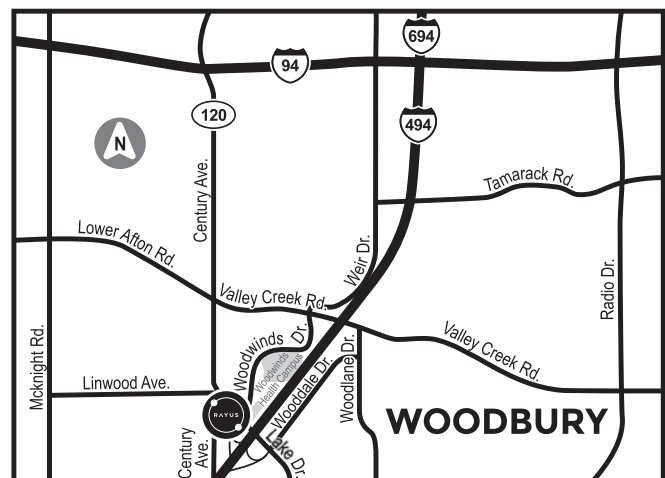 694
94
120
494
N
Century Ave.
Tamarack Rd.
Lower Afton Rd.
Weir Dr.
Radio Dr.
Valley Creek Rd.
Mcknight Rd.
Woodwinds Dr.
Valley Creek Rd.
Woodwinds
Health Campus
Wooddale Dr.
Woodlane Dr.
Linwood Ave.
RAYUS
WOODBURY
Century
Ave.
Lake Dr.